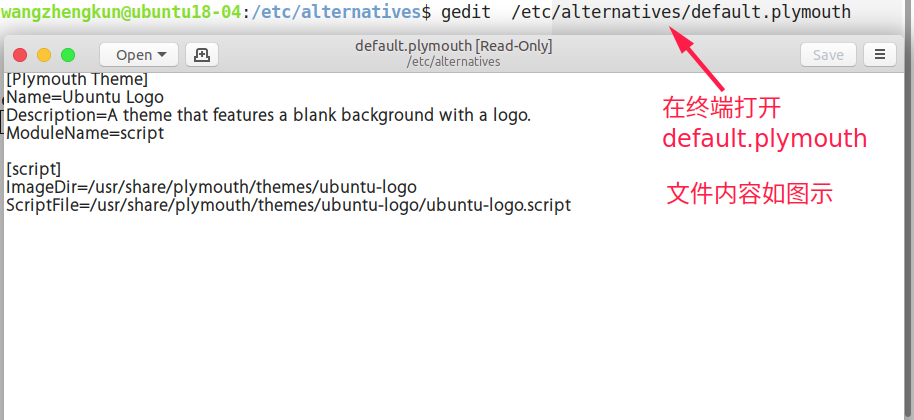 wangzhengkun@ubuntu18-04:/etc/alternatives$ gedit  /etc/alternatives/default.plymouth
Open
default.plymouth [Read-Only]
/etc/alternatives
Save
[Plymouth Theme]
Name=Ubuntu Logo
Description=A theme that features a blank background with a logo.
ModuleName=script
[script]
ImageDir=/usr/share/plymouth/themes/ubuntu-logo
ScriptFile=/usr/share/plymouth/themes/ubuntu-logo/ubuntu-logo.script
在终端打开
default.plymouth
文件内容如图示